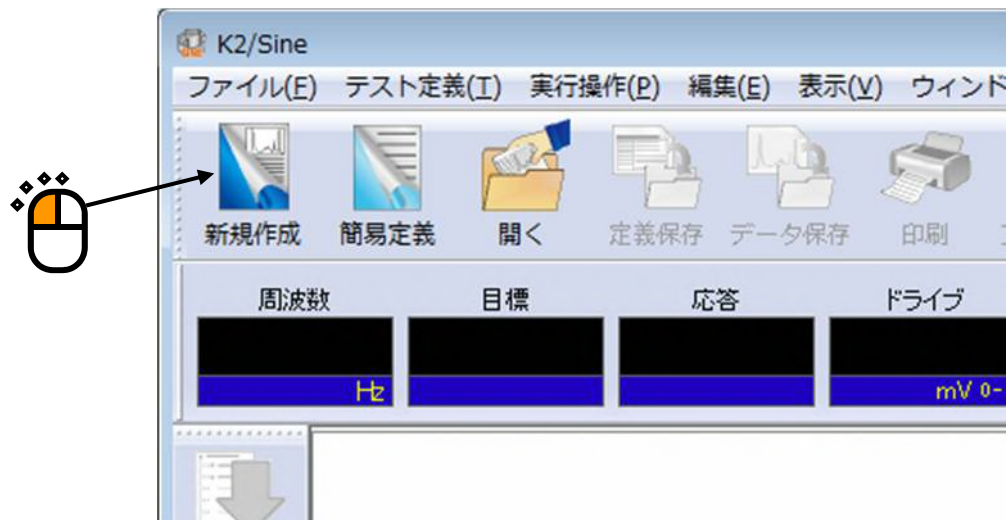 K2/Sine
ファイル(F) テスト定義(T) 実行操作(P) 編集(E) 表示(V) ウィンド
新規作成 簡易定義 開く 定義保存 データ保存 印刷
周波数 目標 応答 ドライブ
Hz mV 0-